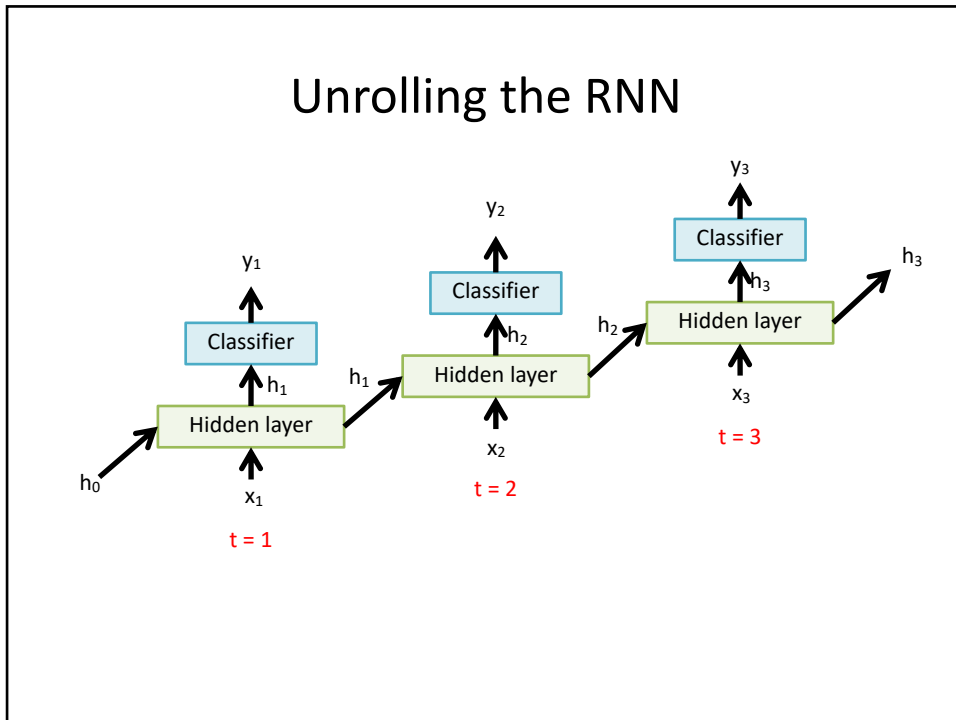 Unrolling the RNN
y₁
Classifier
h₁
Hidden layer
h₀
x₁
t = 1
h₁
y₂
Classifier
h₂
Hidden layer
x₂
t = 2
h₂
y₃
Classifier
h₃
Hidden layer
x₃
t = 3
h₃